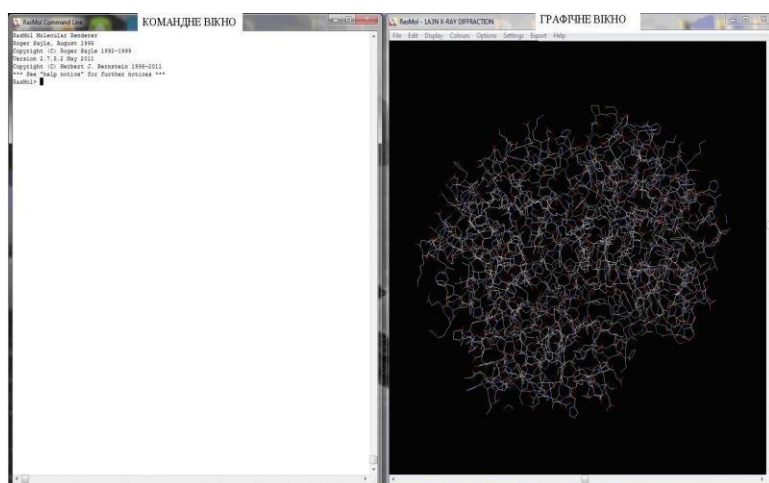 RasMol Command Line
КОМАНДНЕ ВІКНО
RasMol Molecular Renderer
Roger Sayle, August 1995
Copyright (C) Roger Sayle 1992-1999
Version 2.7.5.2 May 2011
Copyright (C) Herbert J. Bernstein 1998-2011
*** See "help notice" for further notices ***
RasMol>
RasMol - 1A3N X-RAY DIFFRACTION
ГРАФІЧНЕ ВІКНО
File Edit Display Colours Options Settings Export Help